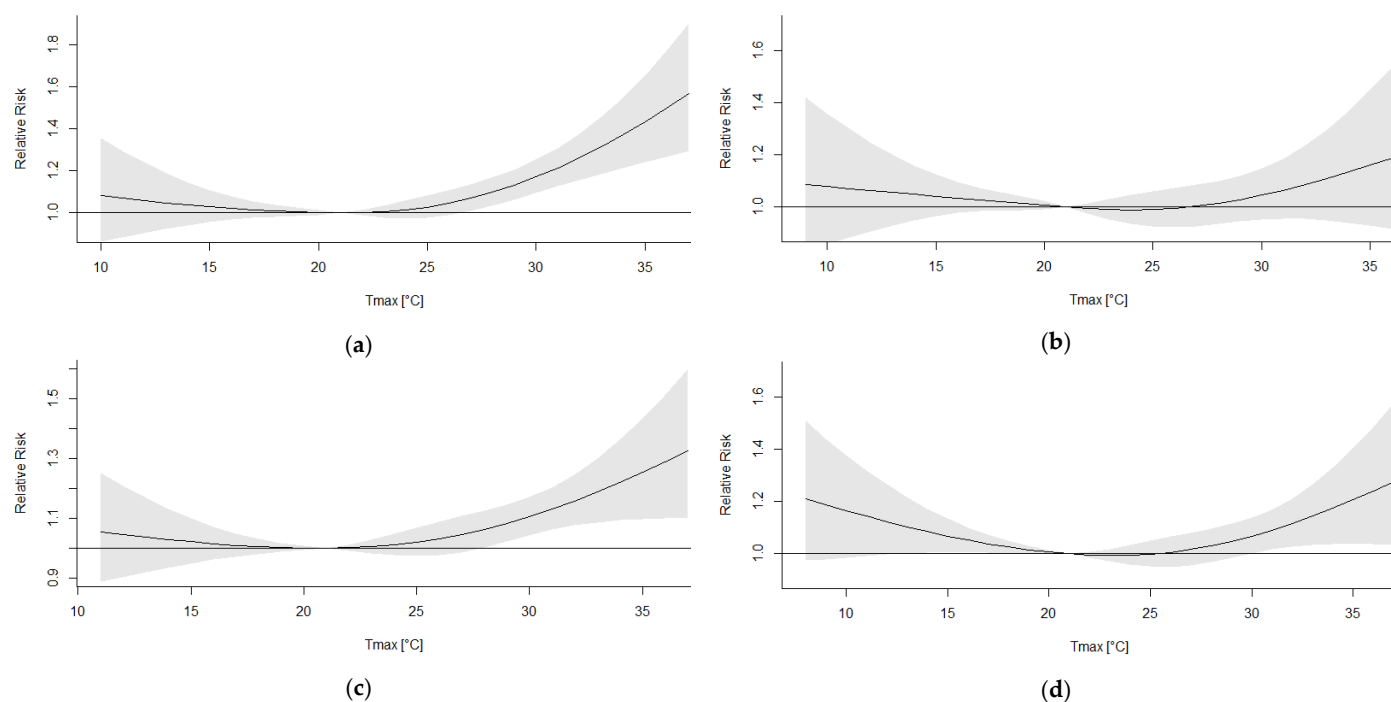 Relative Risk
1.0 1.2 1.4 1.6 1.8
10 15 20 25 30 35
Tmax [°C]
(a)
Relative Risk
1.0 1.2 1.4 1.6
10 15 20 25 30 35
Tmax [°C]
(b)
Relative Risk
0.9 1.1 1.3 1.5
10 15 20 25 30 35
Tmax [°C]
(c)
Relative Risk
1.0 1.2 1.4 1.6
10 15 20 25 30 35
Tmax [°C]
(d)